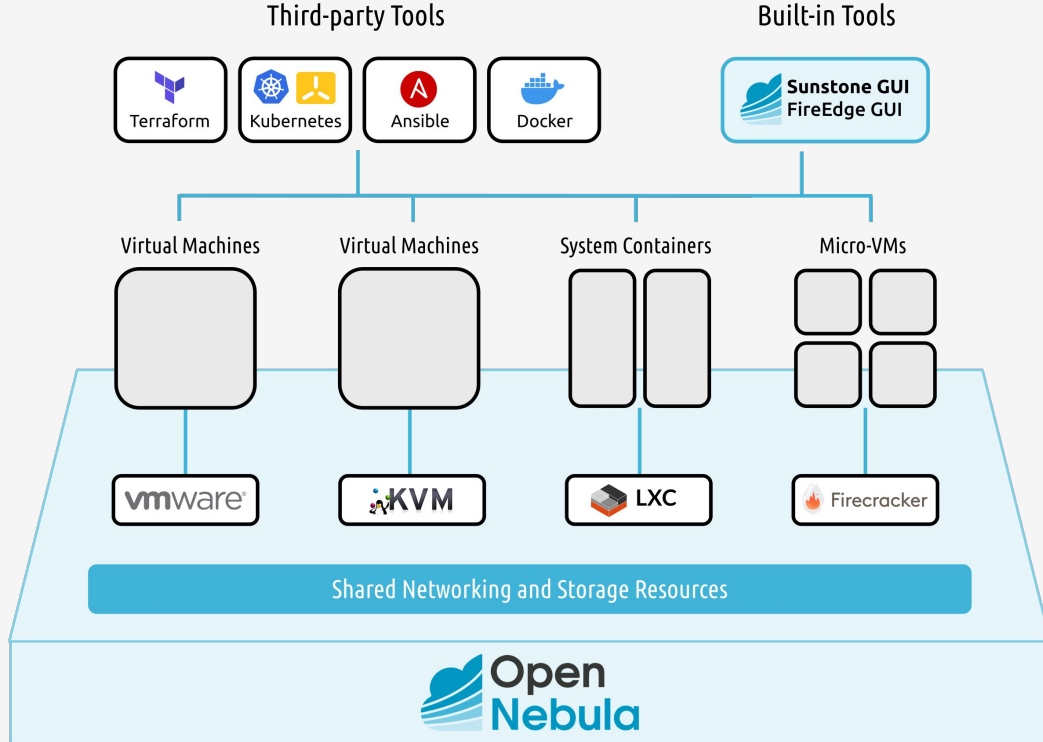 Third-party Tools
Built-in Tools
Terraform
Kubernetes
Ansible
Docker
Sunstone GUI
FireEdge GUI
Virtual Machines
Virtual Machines
System Containers
Micro-VMs
vmware®
KVM
LXC
Firecracker
Shared Networking and Storage Resources
Open
Nebula